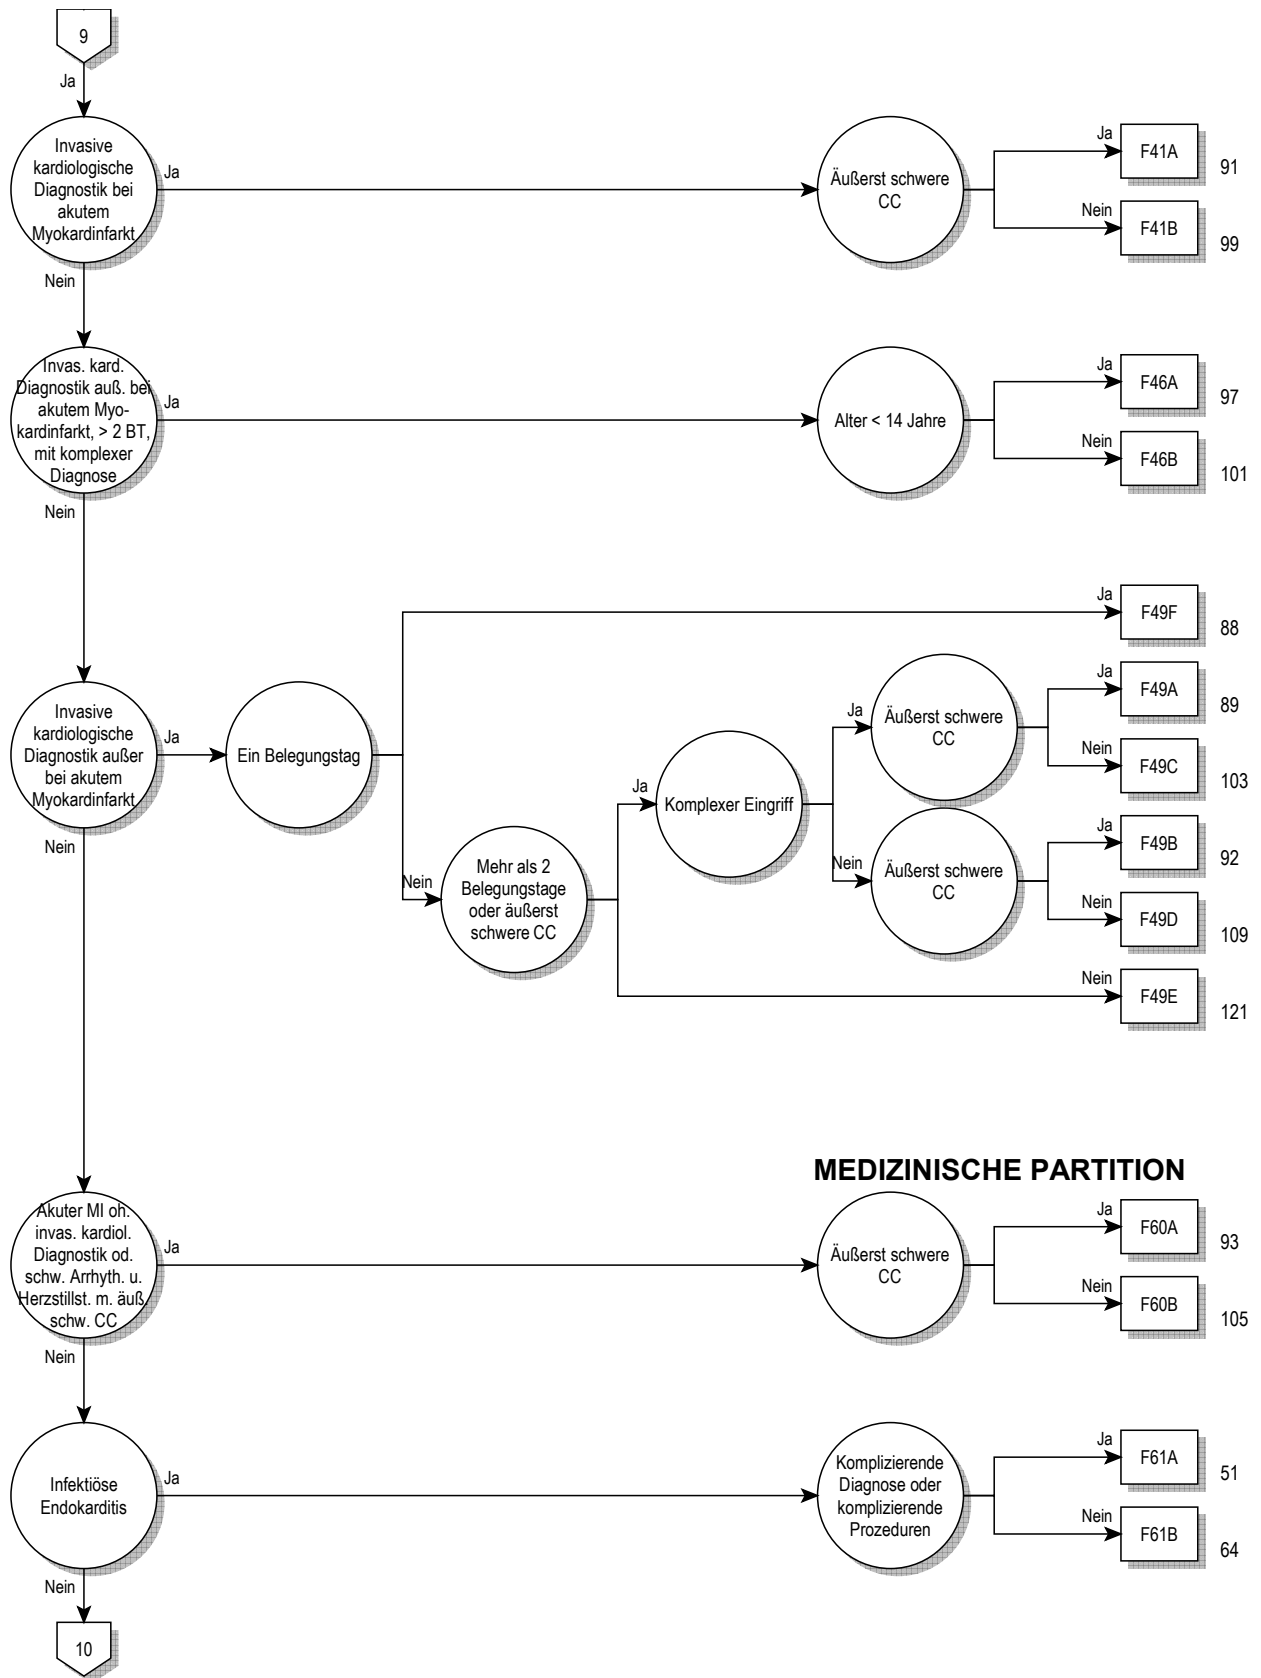 9
Ja
Invasive
kardiologische
Diagnostik bei
akutem
Myokardinfarkt
Ja
Äußerst schwere
CC
Ja
F41A
91
Nein
F41B
99
Nein
Invas. kard.
Diagnostik auß. bei
akutem Myo-
kardinfarkt, > 2 BT,
mit komplexer
Diagnose
Ja
Alter < 14 Jahre
Ja
F46A
97
Nein
F46B
101
Nein
Invasive
kardiologische
Diagnostik außer
bei akutem
Myokardinfarkt
Ja
Ein Belegungstag
Ja
F49F
88
Nein
Mehr als 2
Belegungstage
oder äußerst
schwere CC
Ja
Komplexer Eingriff
Ja
Äußerst schwere
CC
Ja
F49A
89
Nein
F49C
103
Nein
Äußerst schwere
CC
Ja
F49B
92
Nein
F49D
109
Nein
F49E
121
Nein
MEDIZINISCHE PARTITION
Akuter MI oh.
invas. kardiol.
Diagnostik od.
schw. Arrhyth. u.
Herzstillst. m. äuß.
schw. CC
Ja
Äußerst schwere
CC
Ja
F60A
93
Nein
F60B
105
Nein
Infektiöse
Endokarditis
Ja
Komplizierende
Diagnose oder
komplizierende
Prozeduren
Ja
F61A
51
Nein
F61B
64
Nein
10